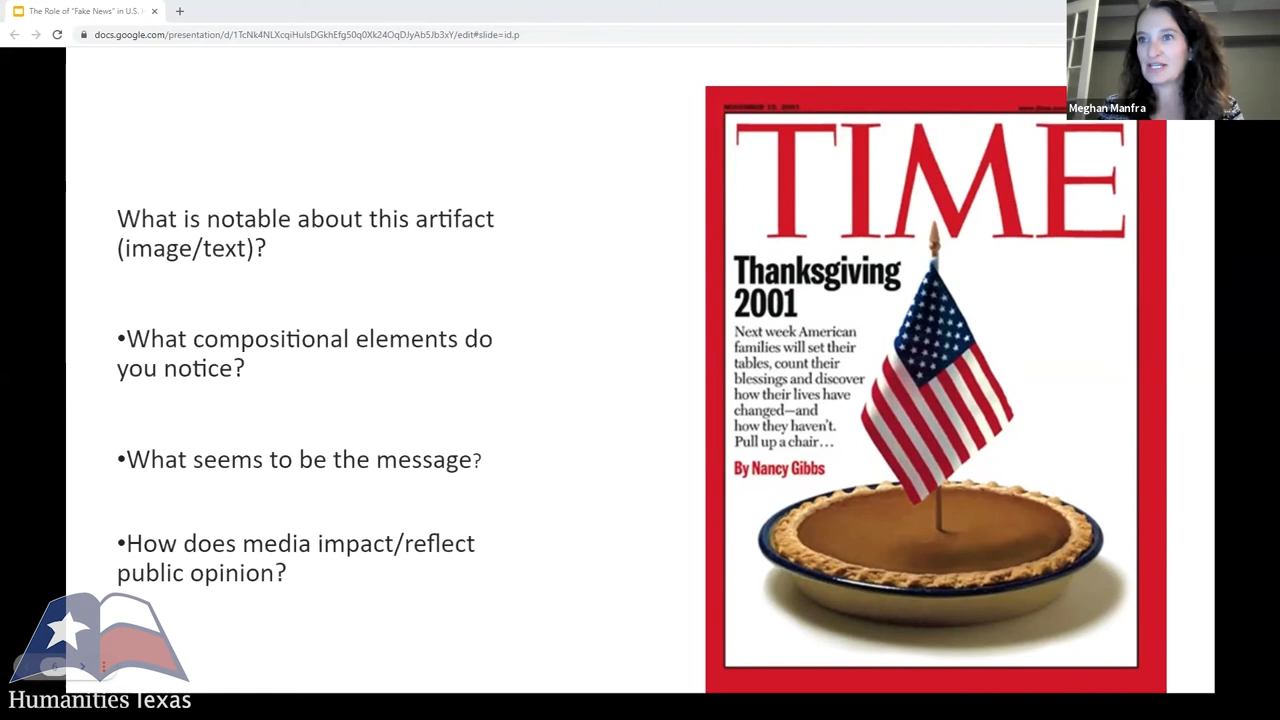 The Role of "Fake News" in U.S.
docs.google.com/presentation/d/1TcNk4NLXcqiHulsDGkhEfg50q0Xk24OqDJyAb5Jb3xY/edit#slide=id.p
Meghan Manfra
What is notable about this artifact
(image/text)?
•What compositional elements do
you notice?
•What seems to be the message?
•How does media impact/reflect
public opinion?
TIME
Thanksgiving
2001
Next week American
families will set their
tables, count their
blessings and discover
how their lives have
changed—and
how they haven't.
Pull up a chair…
By Nancy Gibbs
6
Humanities Texas